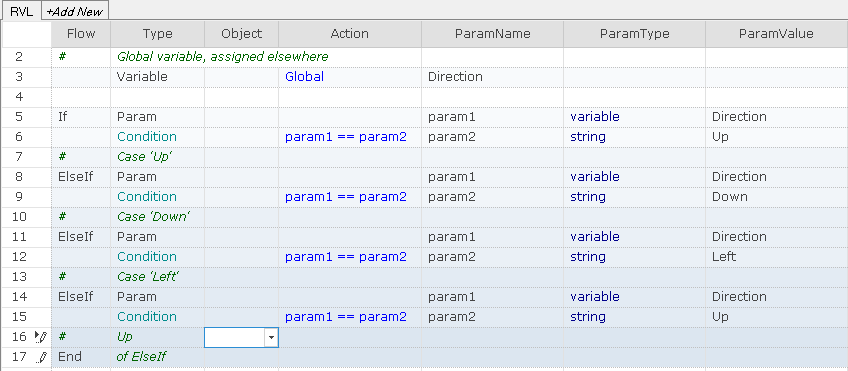 RVL +Add New
Flow Type Object Action ParamName ParamType ParamValue
2 # Global variable, assigned elsewhere
3 Variable Global Direction
4
5 If Param param1 variable Direction
6 Condition param1 == param2 param2 string Up
7 # Case 'Up'
8 ElseIf Param param1 variable Direction
9 Condition param1 == param2 param2 string Down
10 # Case 'Down'
11 ElseIf Param param1 variable Direction
12 Condition param1 == param2 param2 string Left
13 # Case 'Left'
14 ElseIf Param param1 variable Direction
15 Condition param1 == param2 param2 string Up
16 # Up
17 End of ElseIf